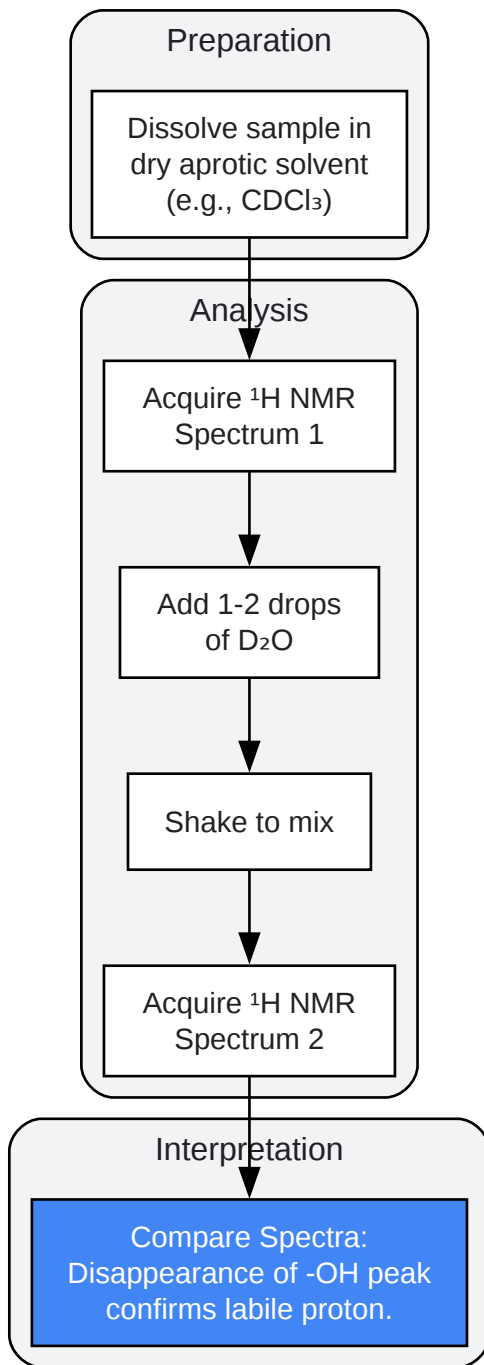 Preparation
Dissolve sample in
dry aprotic solvent
(e.g., CDCl₃)
Analysis
Acquire ¹H NMR
Spectrum 1
Add 1-2 drops
of D₂O
Shake to mix
Acquire ¹H NMR
Spectrum 2
Interpretation
Compare Spectra:
Disappearance of -OH peak
confirms labile proton.